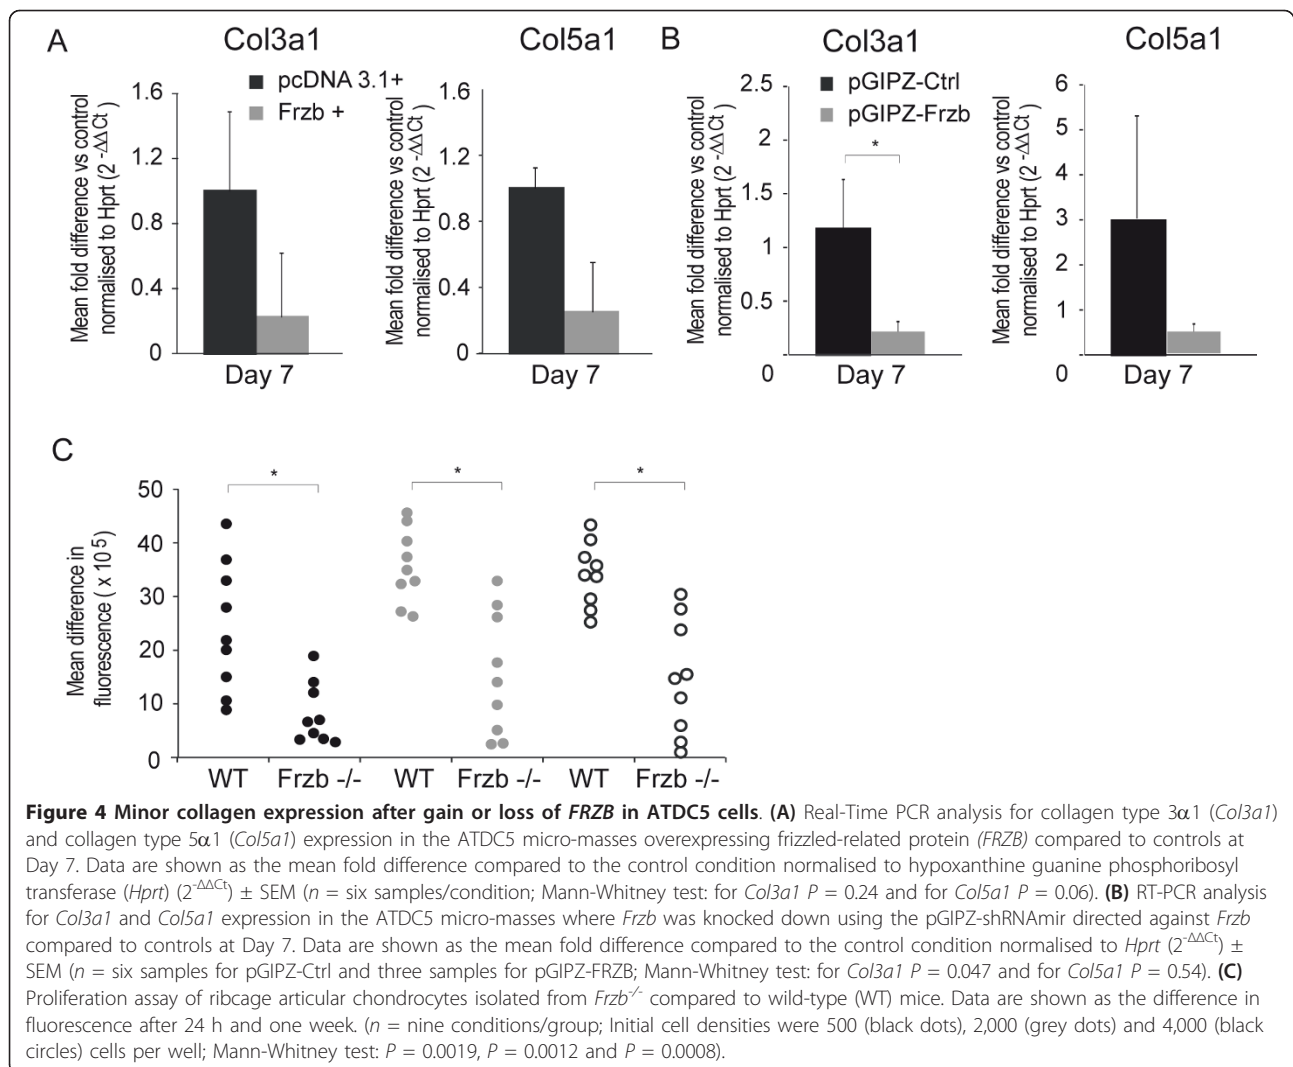 A
Col3a1
Col5a1
B
Col3a1
Col5a1
pcDNA 3.1+
Frzb +
Mean fold difference vs control
normalised to Hprt (2 -ΔΔCt)
1.6
1.2
0.8
0.4
0
Day 7
Mean fold difference vs control
normalised to Hprt (2 -ΔΔCt)
1.6
1.2
0.8
0.4
0
Day 7
pGIPZ-Ctrl
pGIPZ-Frzb
*
Mean fold difference vs control
normalised to Hprt (2 -ΔΔCt)
2.5
2
1.5
1
0.5
0
Day 7
Mean fold difference vs control
normalised to Hprt (2 -ΔΔCt)
6
5
4
3
2
1
0
Day 7
C
* * *
Mean difference in
fluorescence ( x 10 5)
50
40
30
20
10
0
WT Frzb -/- WT Frzb -/- WT Frzb -/-
Figure 4 Minor collagen expression after gain or loss of FRZB in ATDC5 cells. (A) Real-Time PCR analysis for collagen type 3α1 (Col3a1)
and collagen type 5α1 (Col5a1) expression in the ATDC5 micro-masses overexpressing frizzled-related protein (FRZB) compared to controls at
Day 7. Data are shown as the mean fold difference compared to the control condition normalised to hypoxanthine guanine phosphoribosyl
transferase (Hprt) (2-ΔΔCt) ± SEM (n = six samples/condition; Mann-Whitney test: for Col3a1 P = 0.24 and for Col5a1 P = 0.06). (B) RT-PCR analysis
for Col3a1 and Col5a1 expression in the ATDC5 micro-masses where Frzb was knocked down using the pGIPZ-shRNAmir directed against Frzb
compared to controls at Day 7. Data are shown as the mean fold difference compared to the control condition normalised to Hprt (2-ΔΔCt) ±
SEM (n = six samples for pGIPZ-Ctrl and three samples for pGIPZ-FRZB; Mann-Whitney test: for Col3a1 P = 0.047 and for Col5a1 P = 0.54). (C)
Proliferation assay of ribcage articular chondrocytes isolated from Frzb-/- compared to wild-type (WT) mice. Data are shown as the difference in
fluorescence after 24 h and one week. (n = nine conditions/group; Initial cell densities were 500 (black dots), 2,000 (grey dots) and 4,000 (black
circles) cells per well; Mann-Whitney test: P = 0.0019, P = 0.0012 and P = 0.0008).